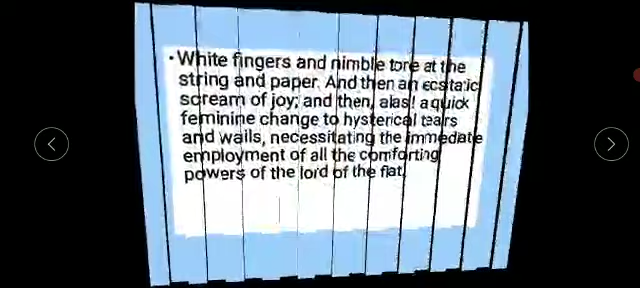 •White fingers and nimble tore at the
string and paper. And then an ecstatic
scream of joy; and then, alas! a quick
feminine change to hysterical tears
and wails, necessitating the immediate
employment of all the comforting
powers of the lord of the flat.